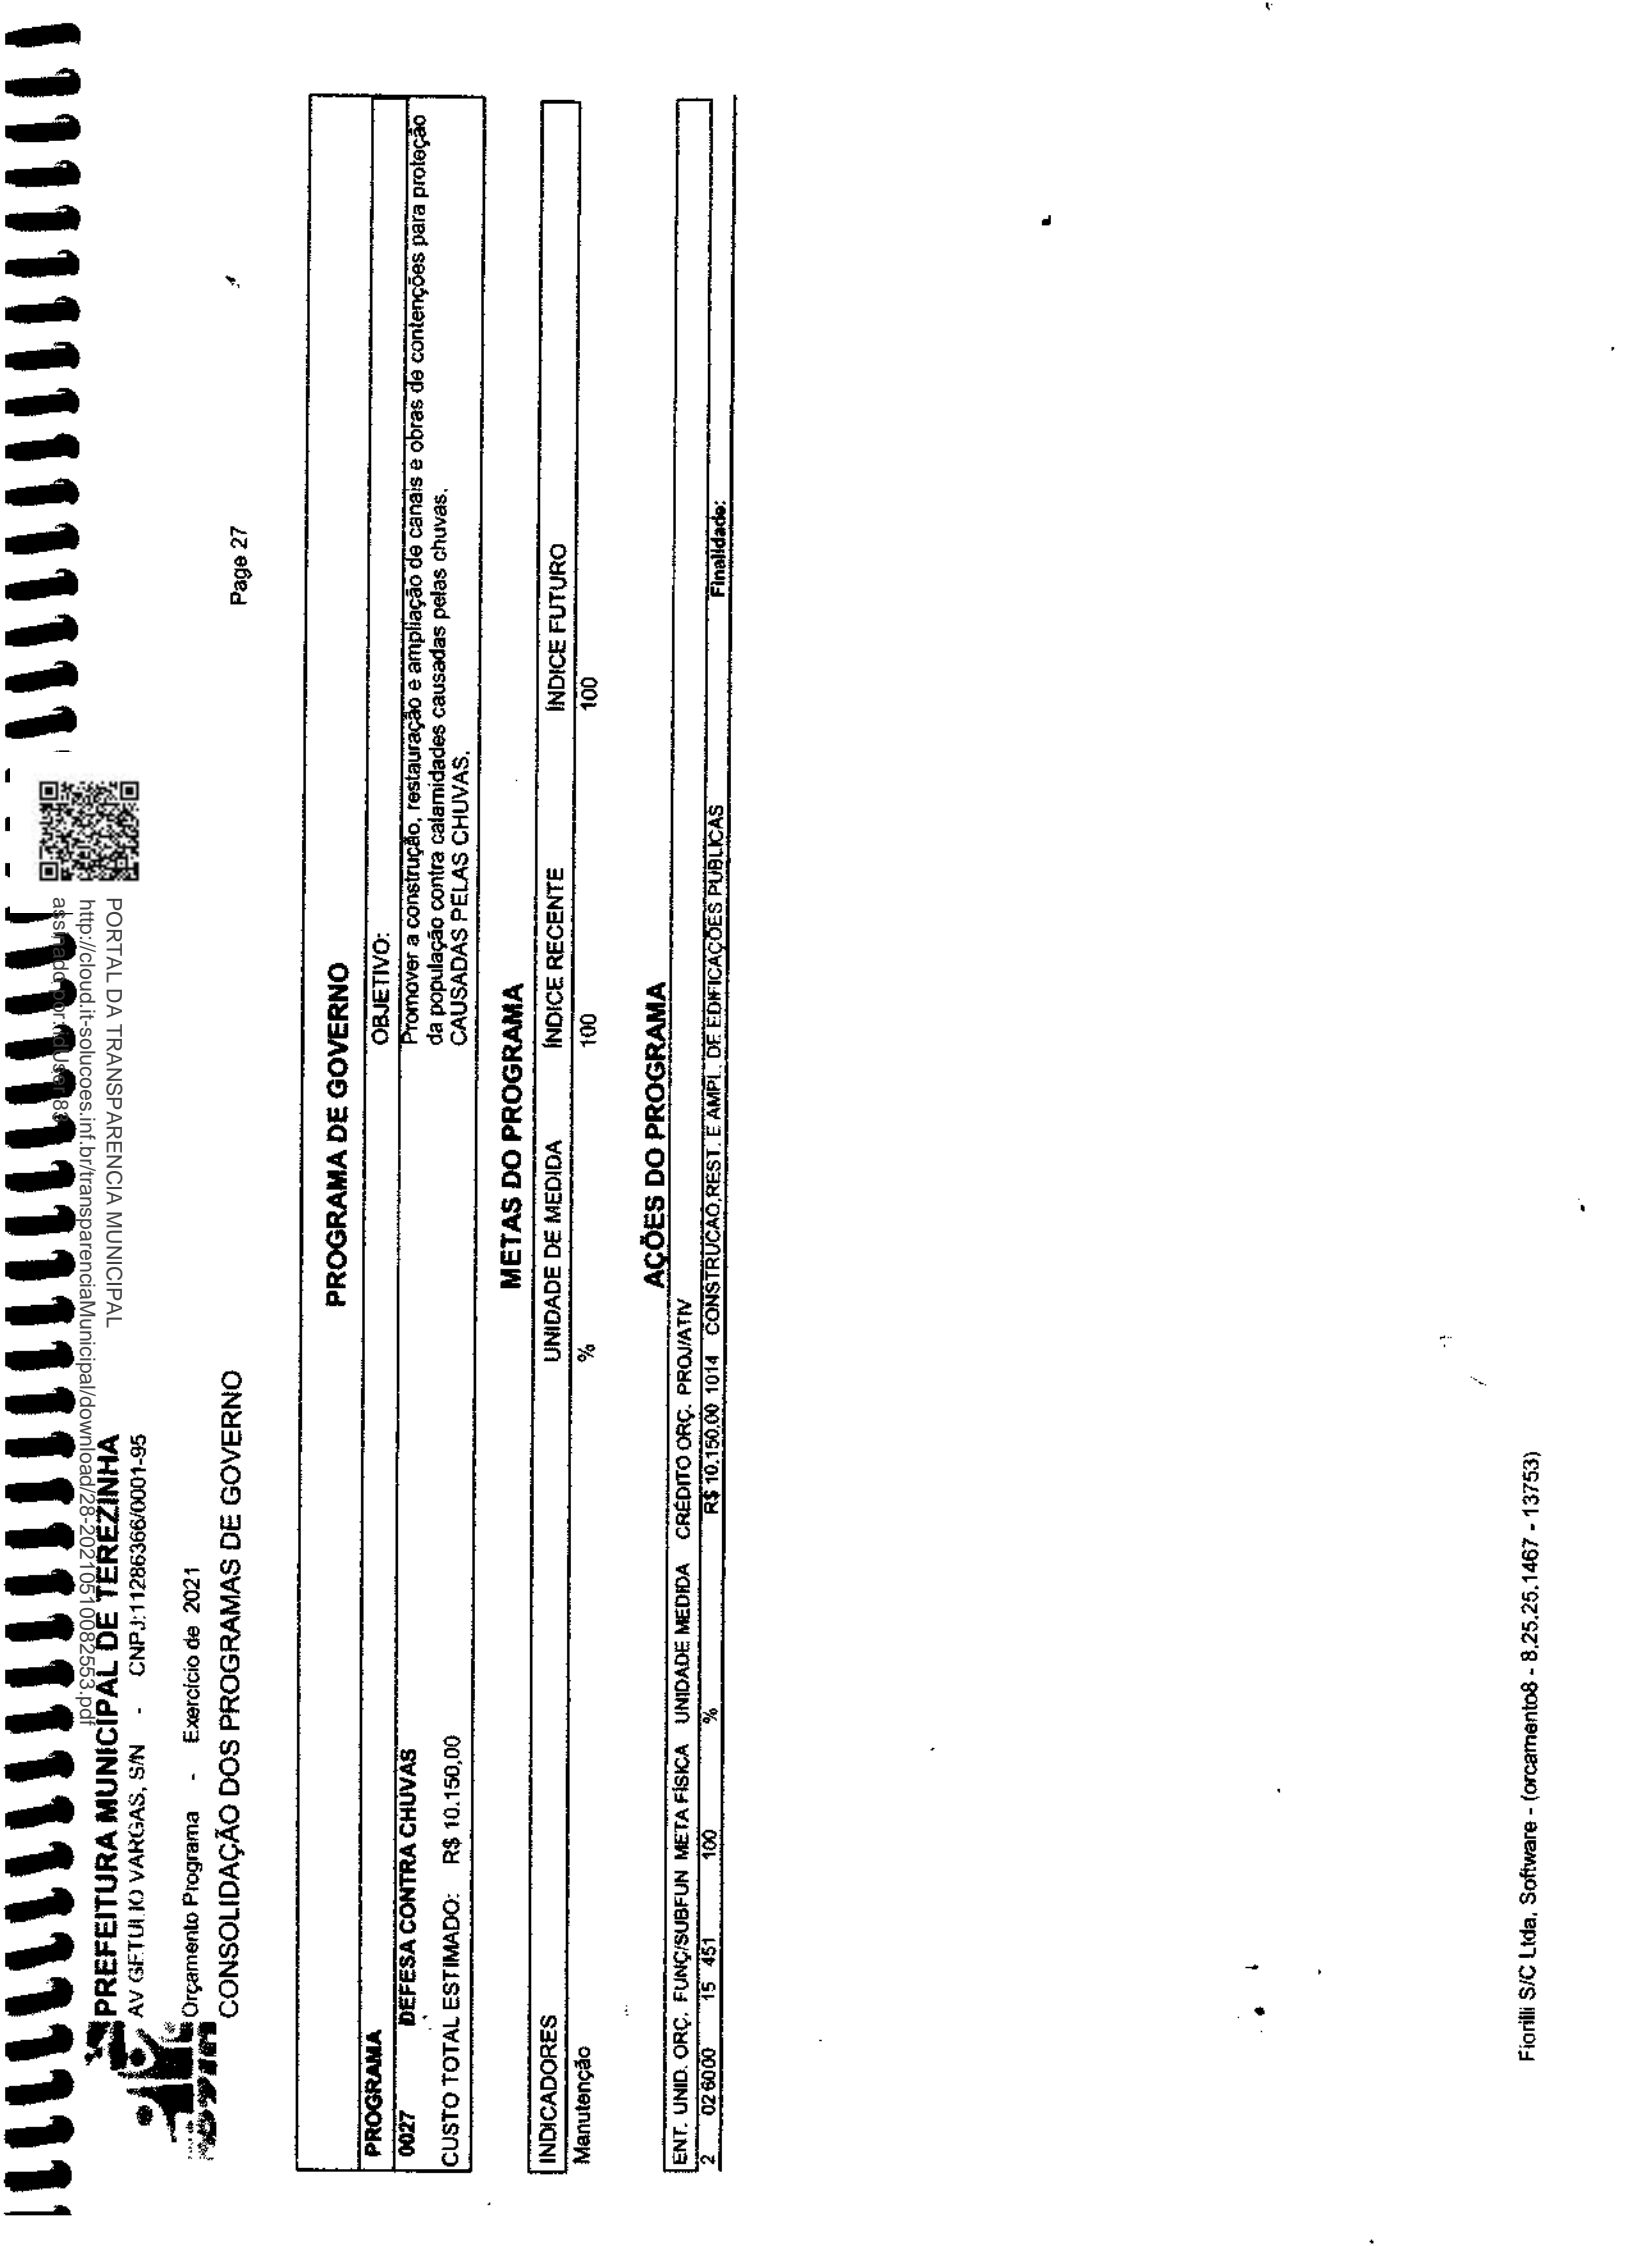 PORTAL DA TRANSPARENCIA MUNICIPAL
http://cloud.it-solucoes.inf.br/transparenciaMunicipal/download/28-20210510082553.pdf
assinado por: idUser 83
PREFEITURA MUNICIPAL DE TEREZINHA
AV GETULIO VARGAS, S/N - CNPJ:11286366/0001-95
Orçamento Programa - Exercício de 2021
CONSOLIDAÇÃO DOS PROGRAMAS DE GOVERNO
Page 27
PROGRAMA DE GOVERNO
PROGRAMA OBJETIVO:
0027 DEFESA CONTRA CHUVAS Promover a construção, restauração e ampliação de canais e obras de contenções para proteção
da população contra calamidades causadas pelas chuvas.
CUSTO TOTAL ESTIMADO: R$ 10.150,00 CAUSADAS PELAS CHUVAS.
METAS DO PROGRAMA
INDICADORES UNIDADE DE MEDIDA ÍNDICE RECENTE ÍNDICE FUTURO
Manutenção % 100 100
AÇÕES DO PROGRAMA
ENT. UNID. ORÇ. FUNÇ/SUBFUN META FÍSICA UNIDADE MEDIDA CRÉDITO ORÇ. PROJ/ATIV
2 02 6000 15 451 100 % R$ 10.150,00 1014 CONSTRUCAO,REST. E AMPL. DE EDIFICAÇOES PUBLICAS Finalidade:
Fiorilli S/C Ltda, Software - (orcamento8 - 8.25.25.1467 - 13753)